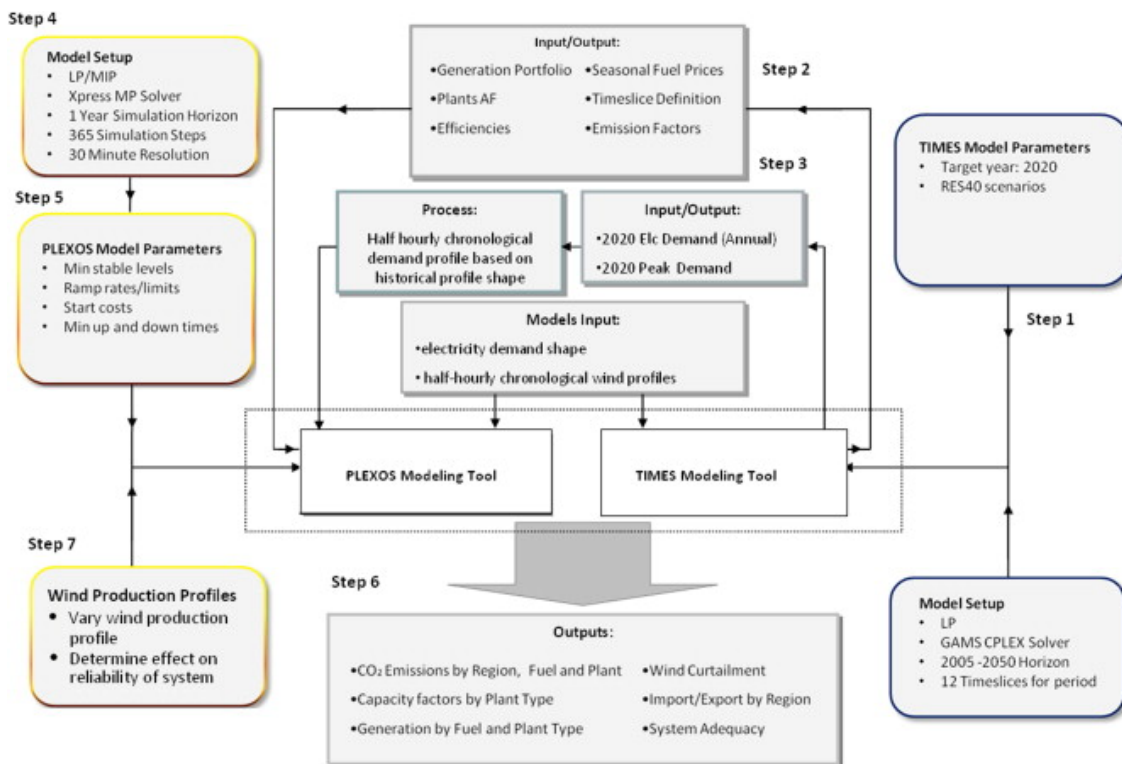 Step 4
Model Setup
• LP/MIP
• Xpress MP Solver
• 1 Year Simulation Horizon
• 365 Simulation Steps
• 30 Minute Resolution
Step 5
PLEXOS Model Parameters
• Min stable levels
• Ramp rates/limits
• Start costs
• Min up and down times
Step 7
Wind Production Profiles
• Vary wind production
profile
• Determine effect on
reliability of system
Input/Output:
•Generation Portfolio
•Plants AF
•Efficiencies
•Seasonal Fuel Prices
•Timeslice Definition
•Emission Factors
Step 2
Step 3
Process:
Half hourly chronological
demand profile based on
historical profile shape
Input/Output:
•2020 Elc Demand (Annual)
•2020 Peak Demand
Models Input:
•electricity demand shape
•half-hourly chronological wind profiles
PLEXOS Modeling Tool
TIMES Modeling Tool
Step 6
Outputs:
•CO₂ Emissions by Region, Fuel and Plant
•Capacity factors by Plant Type
•Generation by Fuel and Plant Type
•Wind Curtailment
•Import/Export by Region
•System Adequacy
TIMES Model Parameters
• Target year: 2020
• RES40 scenarios
Step 1
Model Setup
• LP
• GAMS CPLEX Solver
• 2005 -2050 Horizon
• 12 Timeslices for period